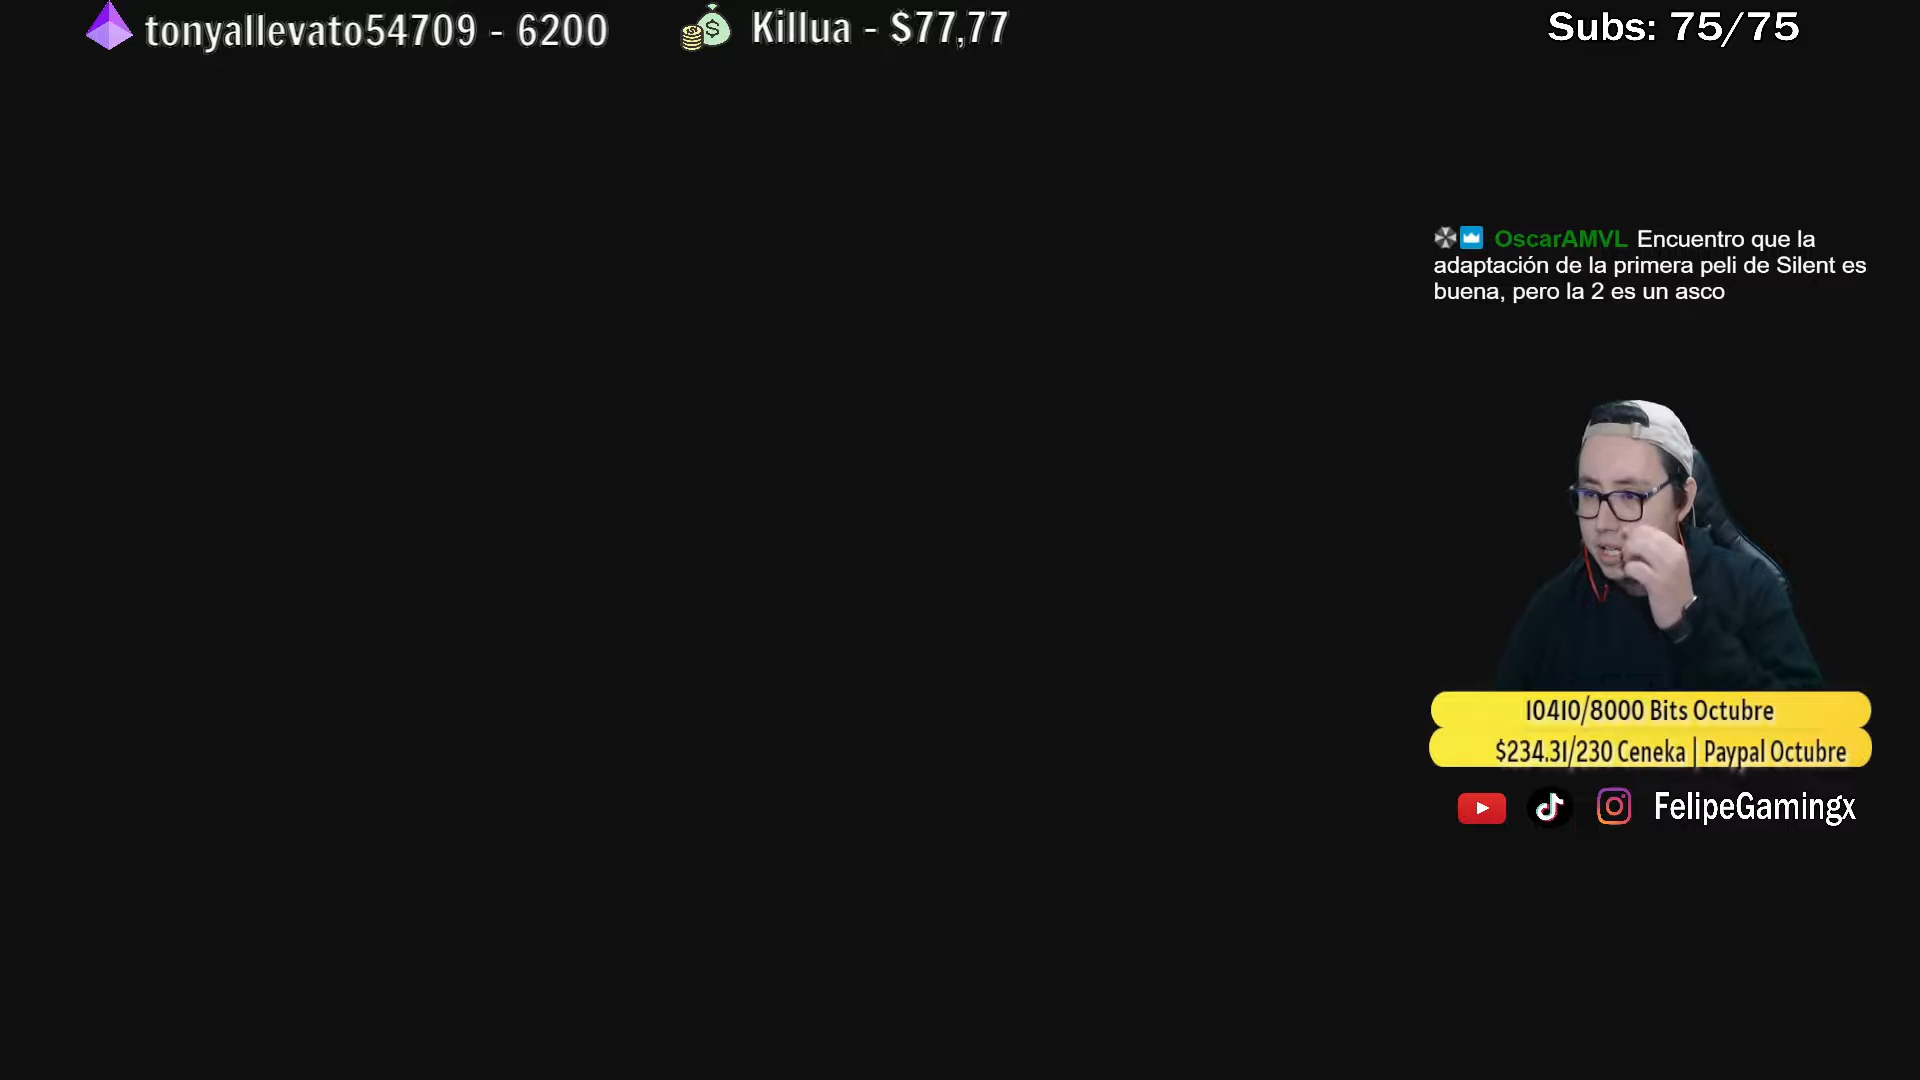 tonyallevato54709 - 6200
Killua - $77,77
Subs: 75/75
OscarAMVL Encuentro que la
adaptación de la primera peli de Silent es
buena, pero la 2 es un asco
10410/8000 Bits Octubre
$234.31/230 Ceneka | Paypal Octubre
FelipeGamingx